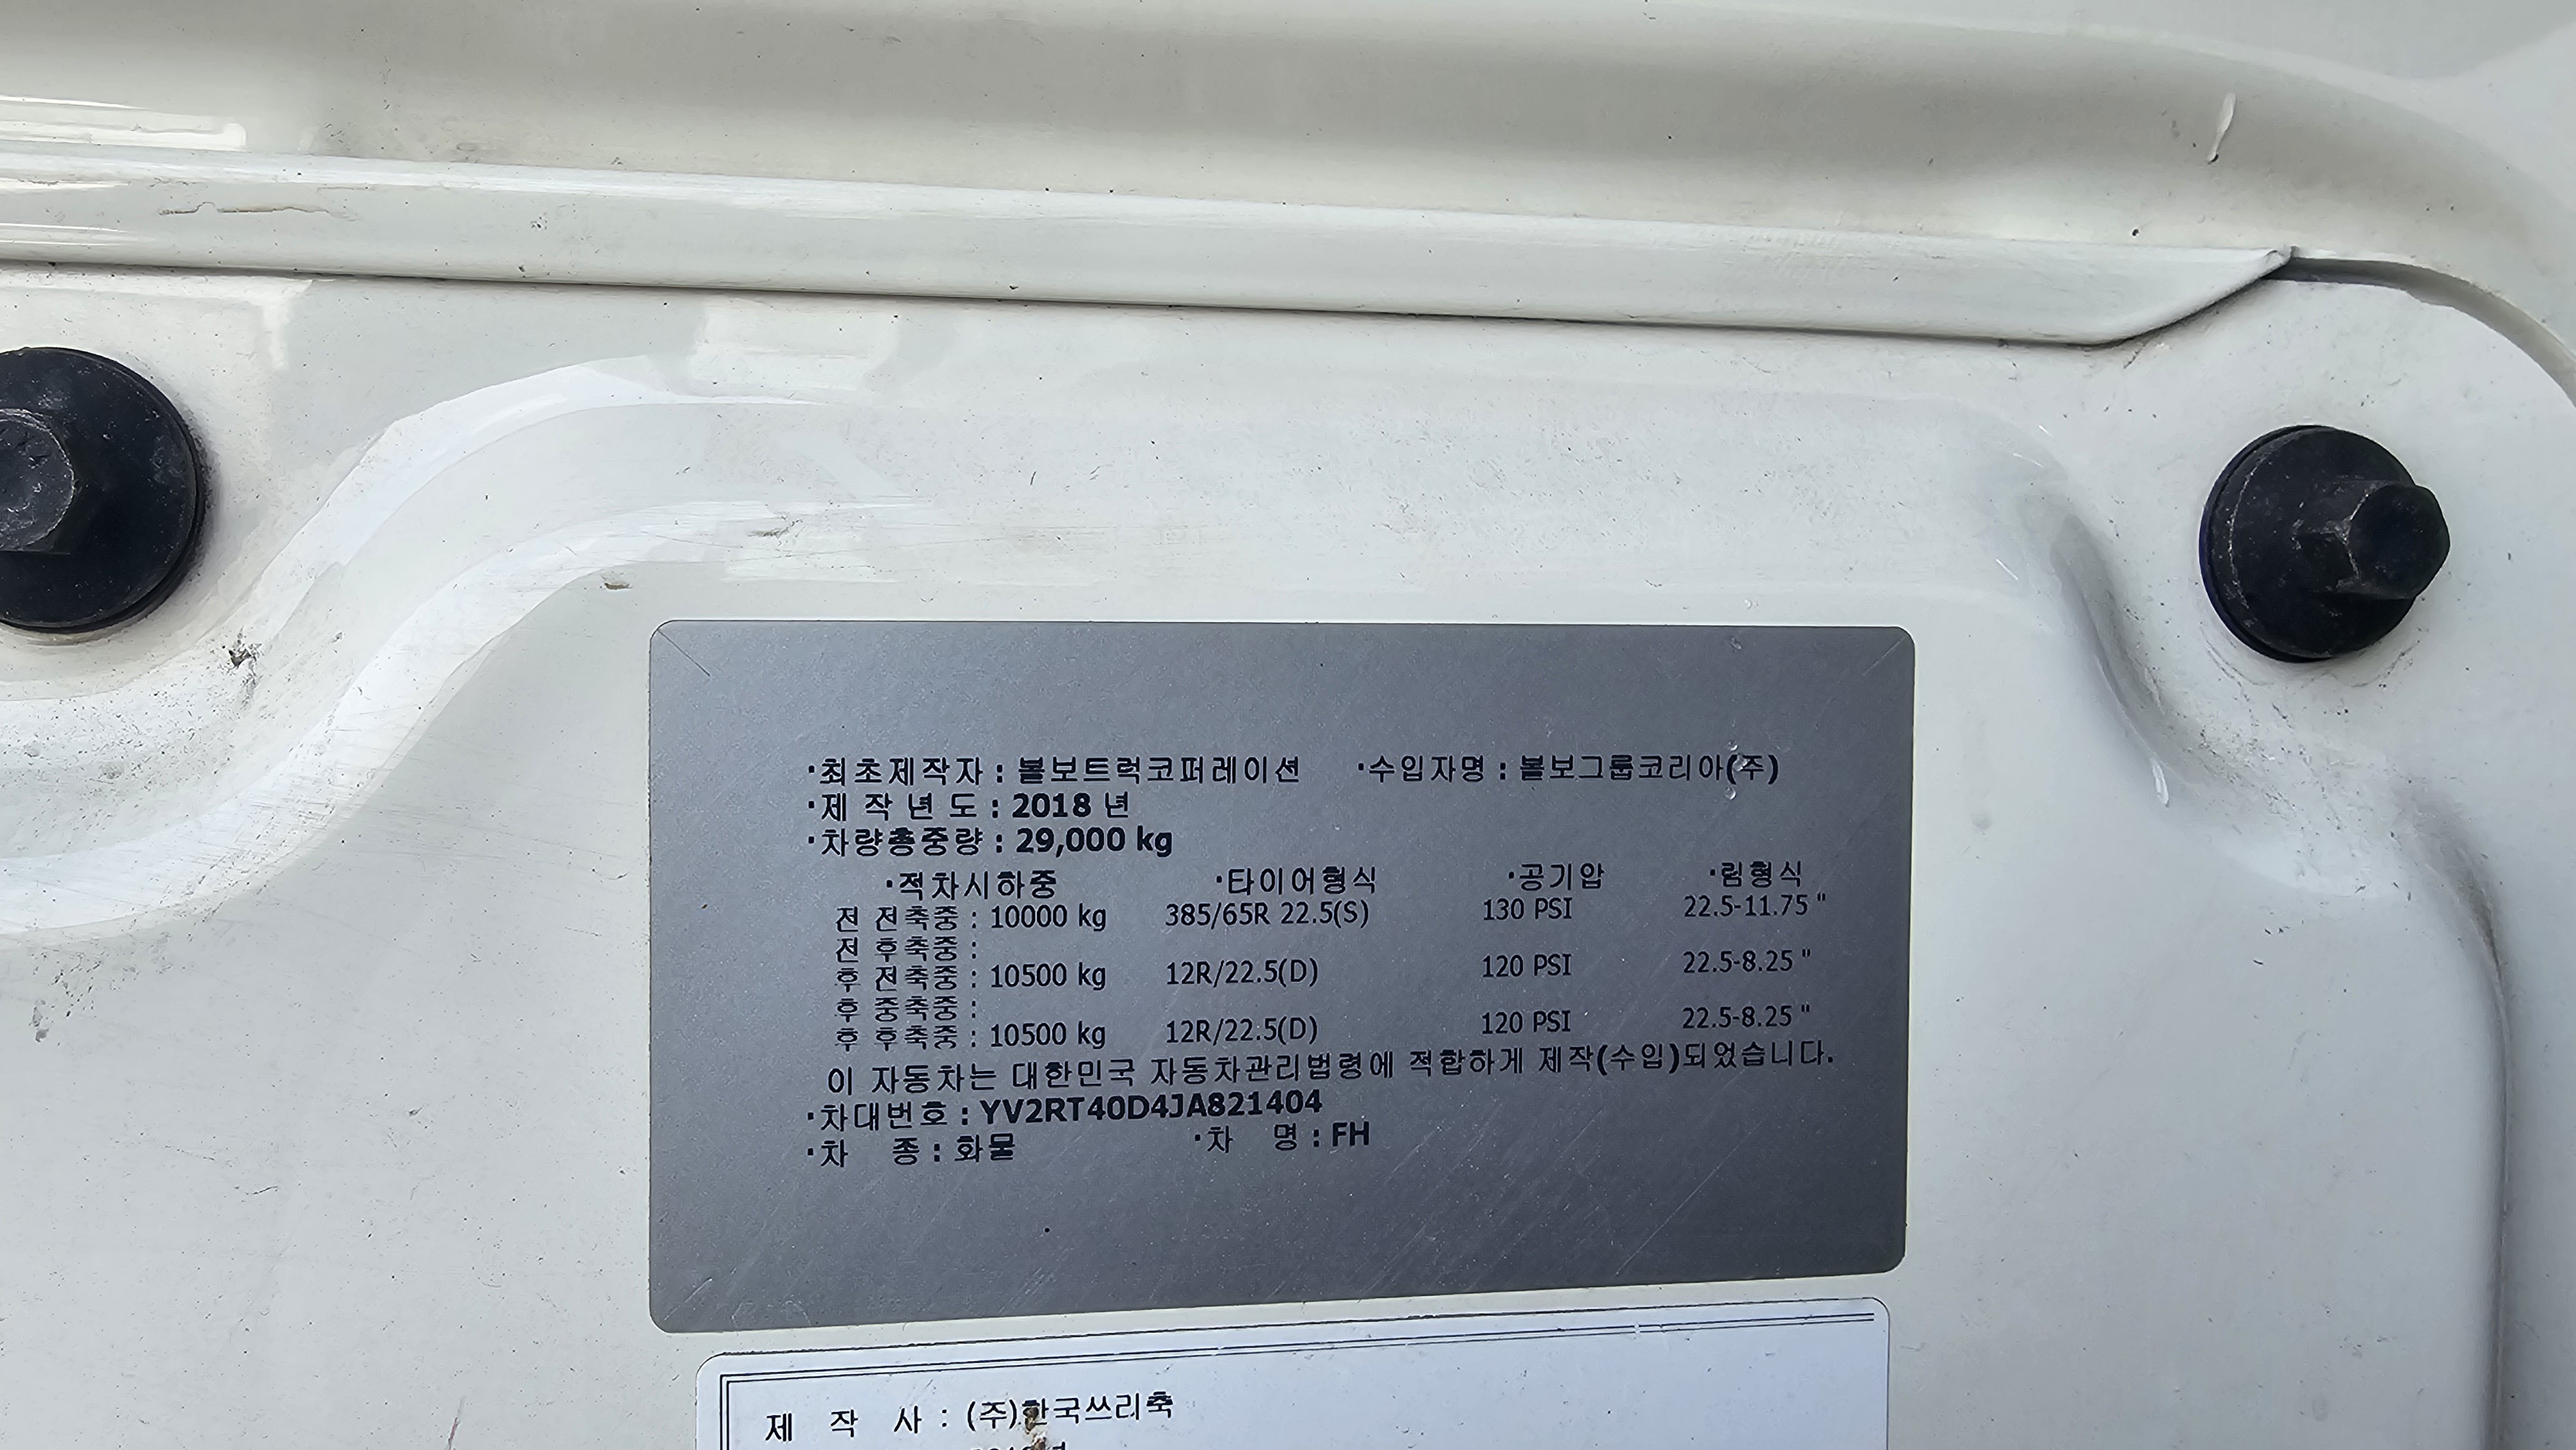 ·최초제작자 : 볼보트럭코퍼레이션 ·수입자명 : 볼보그룹코리아(주)
·제 작 년 도 : 2018 년
·차량총중량 : 29,000 kg
·적차시하중 ·타이어형식 ·공기압 ·림형식
전 전축중 : 10000 kg 385/65R 22.5(S) 130 PSI 22.5-11.75 "
전 후축중 :
후 전축중 : 10500 kg 12R/22.5(D) 120 PSI 22.5-8.25 "
후 중축중 :
후 후축중 : 10500 kg 12R/22.5(D) 120 PSI 22.5-8.25 "
이 자동차는 대한민국 자동차관리법령에 적합하게 제작(수입)되었습니다.
·차대번호 : YV2RT40D4JA821404
·차 종 : 화물 ·차 명 : FH
제 작 사 : (주)한국쓰리축